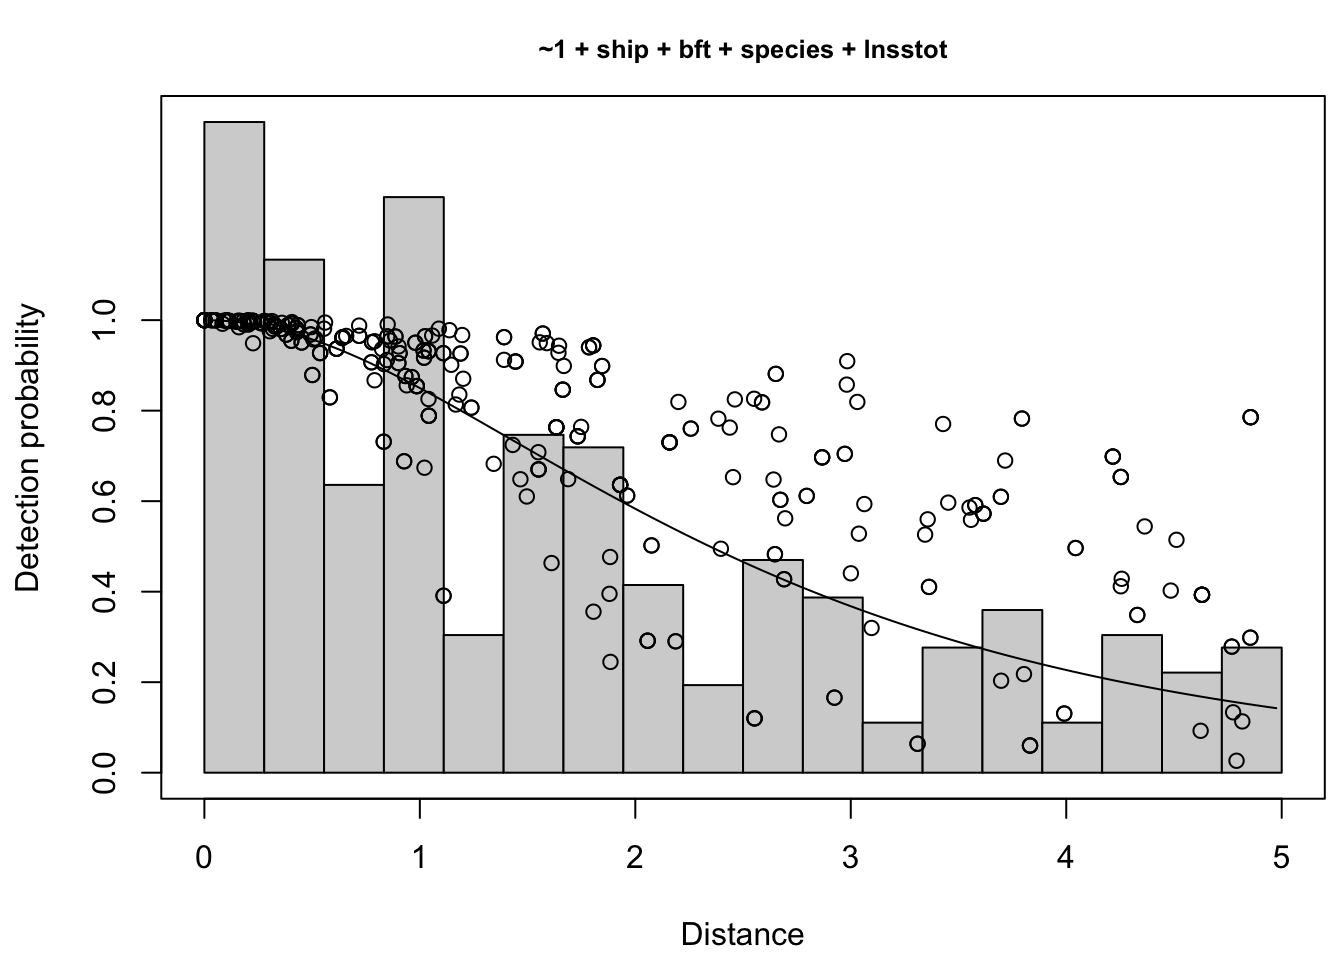 ~1 + ship + bft + species + lnsstot
Detection probability
1.0
0.8
0.6
0.4
0.2
0.0
0 1 2 3 4 5
Distance